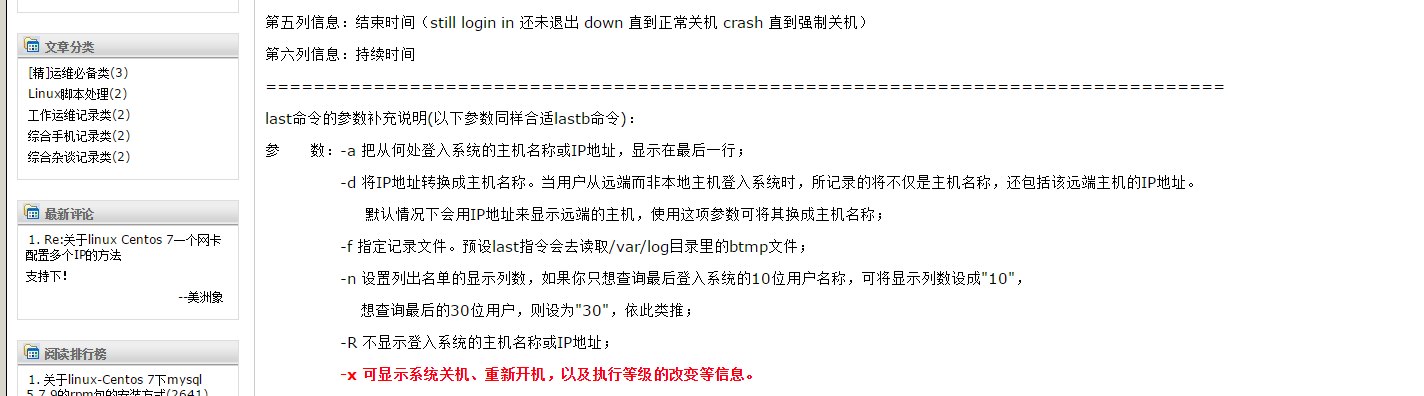 文章分类
[精]运维必备类(3)
Linux脚本处理(2)
工作运维记录类(2)
综合手机记录类(2)
综合杂谈记录类(2)
最新评论
1. Re:关于linux Centos 7一个网卡
配置多个IP的方法
支持下！
--美洲象
阅读排行榜
1. 关于linux-Centos 7下mysql
5.7.9的rpm包的安装方式(2641)
第五列信息：结束时间（still login in 还未退出 down 直到正常关机 crash 直到强制关机）
第六列信息：持续时间
================================================================================
last命令的参数补充说明(以下参数同样合适lastb命令)：
参 数：-a 把从何处登入系统的主机名称或IP地址，显示在最后一行；
-d 将IP地址转换成主机名称。当用户从远端而非本地主机登入系统时，所记录的将不仅是主机名称，还包括该远端主机的IP地址。
默认情况下会用IP地址来显示远端的主机，使用这项参数可将其换成主机名称；
-f 指定记录文件。预设last指令会去读取/var/log目录里的btmp文件；
-n 设置列出名单的显示列数，如果你只想查询最后登入系统的10位用户名称，可将显示列数设成"10"，
想查询最后的30位用户，则设为"30"，依此类推；
-R 不显示登入系统的主机名称或IP地址；
-x 可显示系统关机、重新开机，以及执行等级的改变等信息。